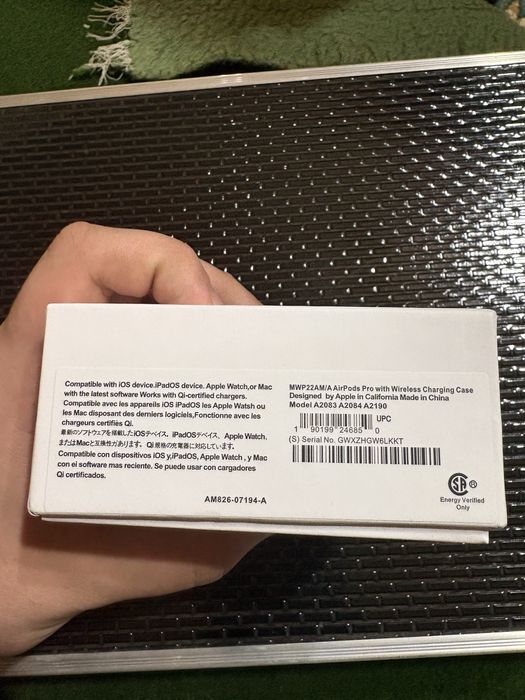 Compatible with iOS device.iPadOS device. Apple Watch,or Mac
with the latest software Works with Qi-certified chargers.
Compatible avec les appareils iOS iPadOS les Apple Watsh ou
les Mac disposant des derniers logiciels,Fonctionne avec les
chargeurs certifiés Qi.
最新のソフトウェアを搭載したiOSデバイス、iPadOSデバイス、Apple Watch、
またはMacと互換性があります。Qi 規格の充電器に対応しています。
Compatible con dispositivos iOS y,iPadOS, Apple Watch , y Mac
con ei software mas reciente. Se puede usar con cargadores
Qi certificados.
AM826-07194-A
MWP22AM/A AirPods Pro with Wireless Charging Case
Designed by Apple in California Made in China
Model A2083 A2084 A2190
UPC
1 90199 24685 0
(S) Serial No. GWXZHGW6LKKT
SA ®
Energy Verified
Only